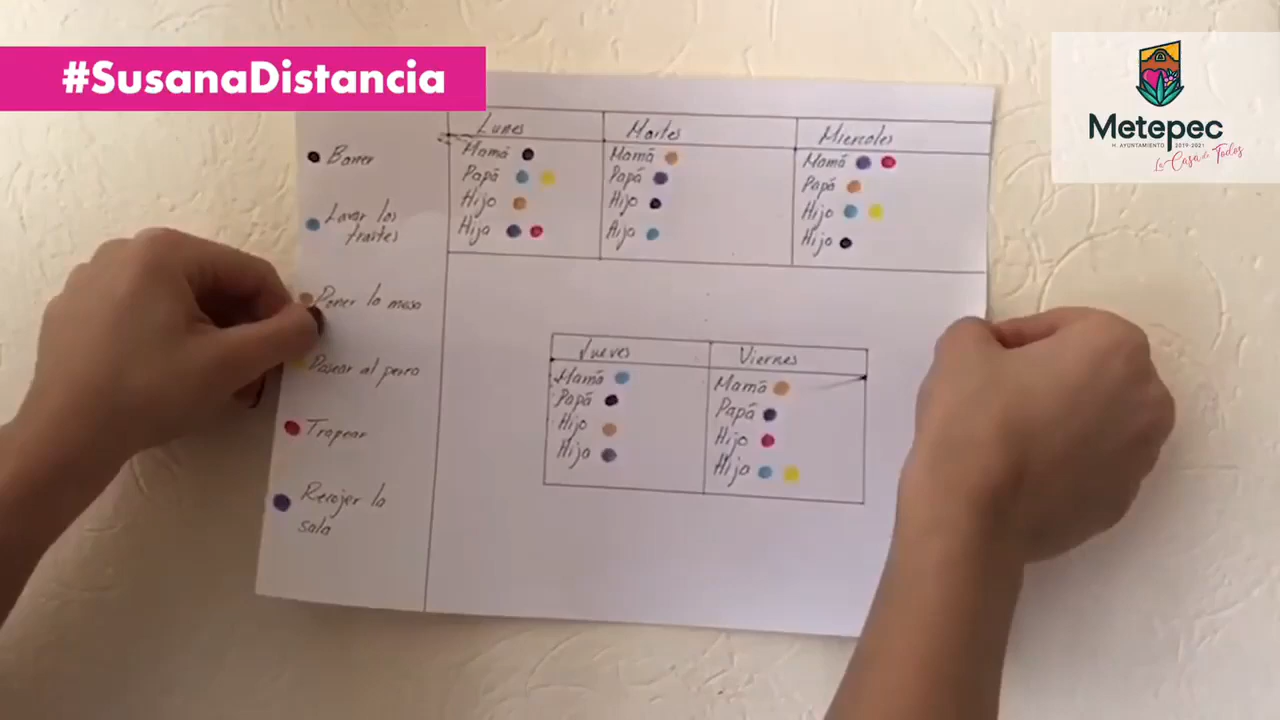 #SusanaDistancia
Metepec
H. AYUNTAMIENTO 2019-2021
La Casa de Todos
Barrer
Lavar los
trastes
Poner la mesa
Pasear al perro
Trapear
Recojer la
sala
Lunes
Mamá
Papá
Hijo
Hijo
Martes
Mamá
Papá
Hijo
Hijo
Miercoles
Mamá
Papá
Hijo
Hijo
Jueves
Mamá
Papá
Hijo
Hijo
Viernes
Mamá
Papá
Hijo
Hijo